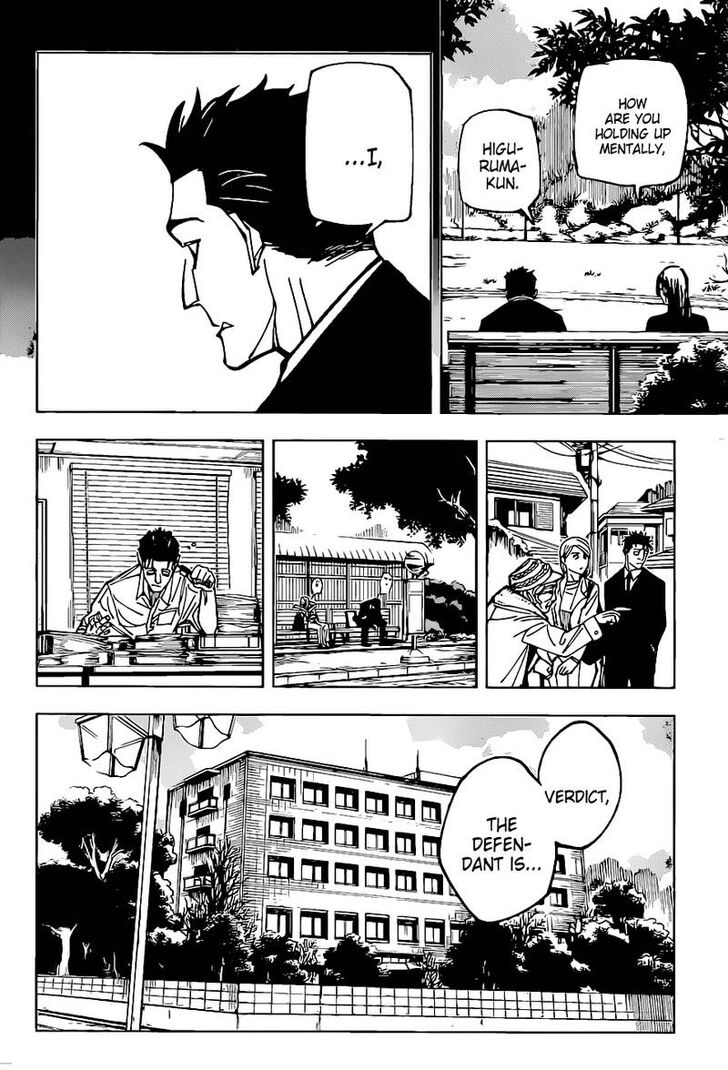 HOW
ARE YOU
HOLDING UP
MENTALLY,
HIGU-
RUMA-
KUN.
...I,
VERDICT,
THE
DEFEN-
DANT IS...